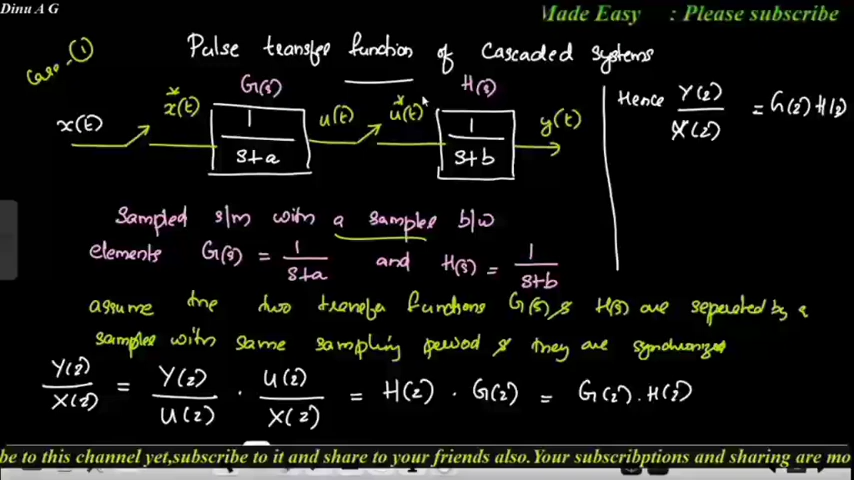 Dinu A G
Made Easy : Please subscribe
Case-①
Pulse transfer function of Cascaded systems
G(s)
H(s)
x(t)
*
x(t)
1
s+a
u(t)
*
u(t)
1
s+b
y(t)
Hence Y(z)/X(z) = G(z) H(z)
Sampled s/m with a sampler b/w
elements G(s) = 1/s+a and H(s) = 1/s+b
assume the two transfer functions G(s) & H(s) are seperated by a
sampler with same sampling period & they are synchronized
Y(z)/X(z) = Y(z)/U(z) · U(z)/X(z) = H(z) · G(z) = G(z) · H(z)
be to this channel yet,subscribe to it and share to your friends also.Your subscribptions and sharing are mo